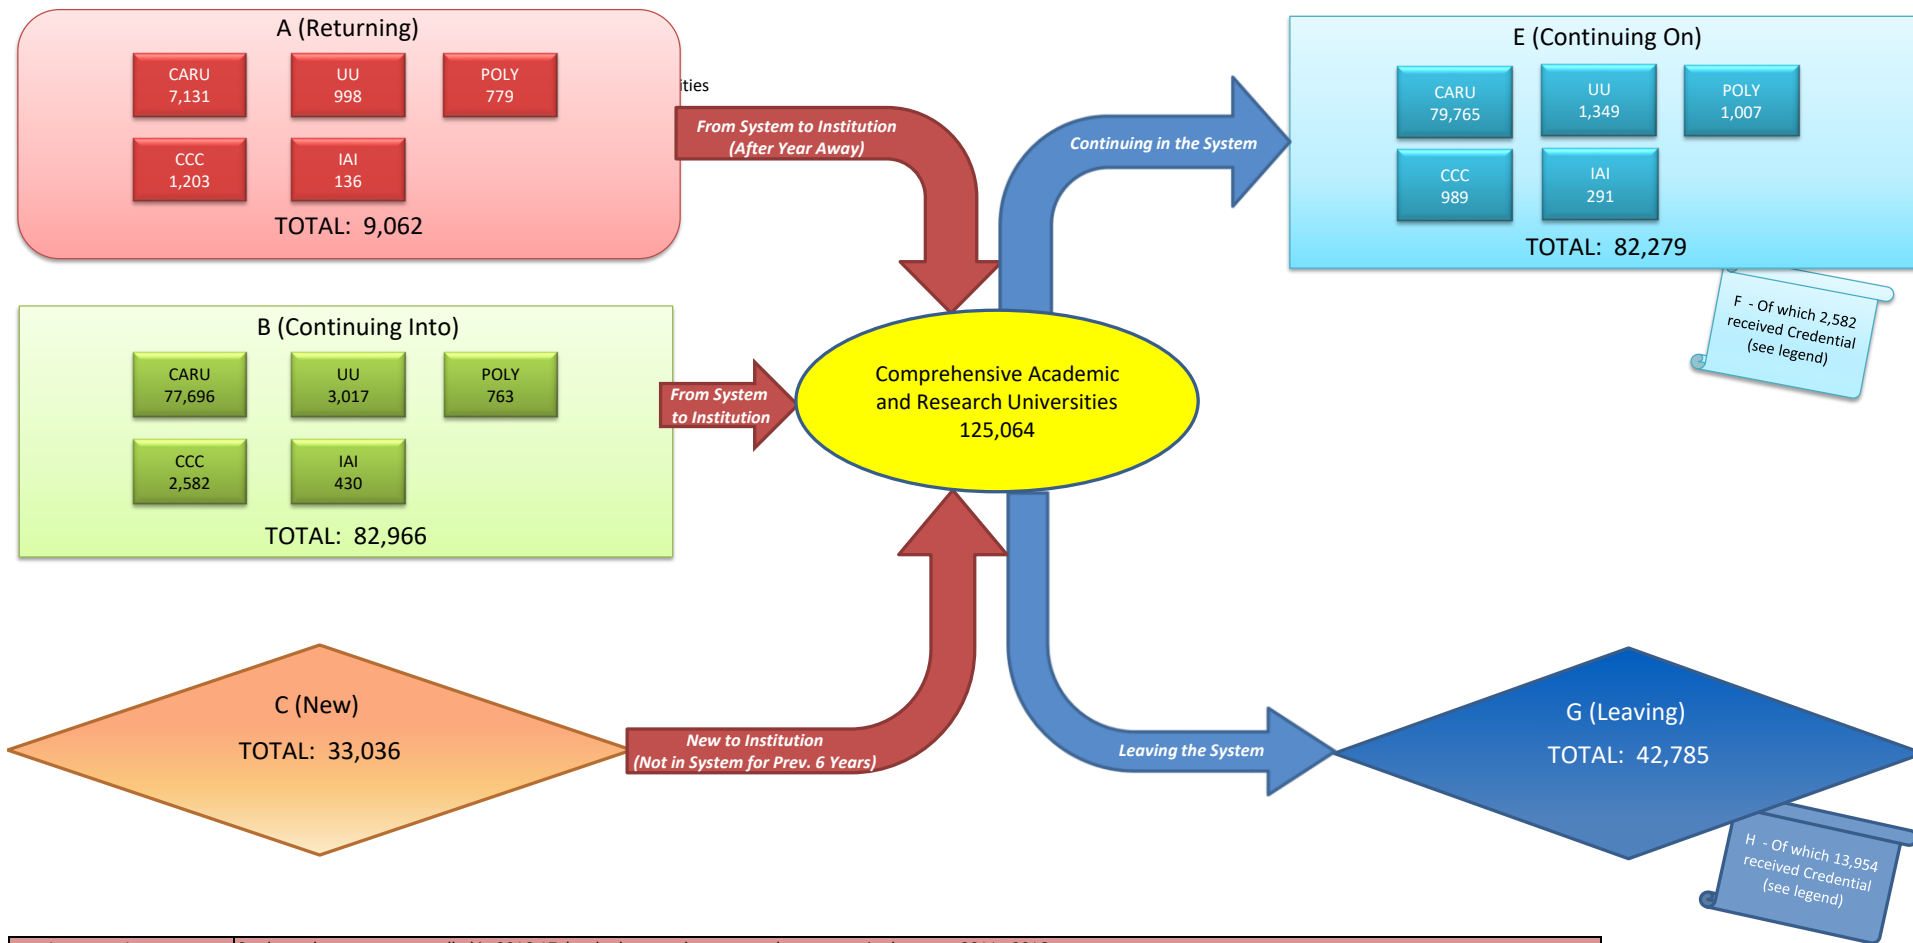 A (Returning)
CARU
7,131
UU
998
POLY
779
CCC
1,203
IAI
136
TOTAL: 9,062
ities
From System to Institution
(After Year Away)
Continuing in the System
E (Continuing On)
CARU
79,765
UU
1,349
POLY
1,007
CCC
989
IAI
291
TOTAL: 82,279
F - Of which 2,582
received Credential
(see legend)
B (Continuing Into)
CARU
77,696
UU
3,017
POLY
763
CCC
2,582
IAI
430
TOTAL: 82,966
From System
to Institution
Comprehensive Academic
and Research Universities
125,064
C (New)
TOTAL: 33,036
New to Institution
(Not in System for Prev. 6 Years)
Leaving the System
G (Leaving)
TOTAL: 42,785
H - Of which 13,954
received Credential
(see legend)